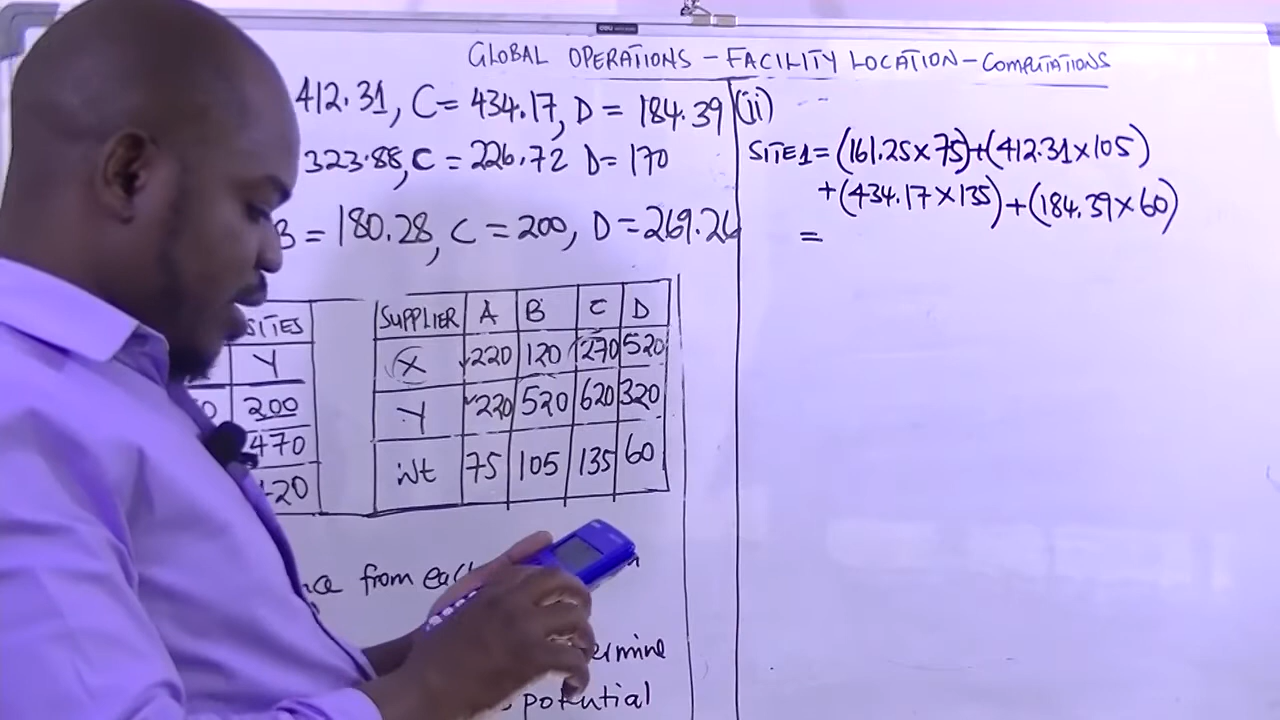 GLOBAL OPERATIONS - FACILITY LOCATION - COMPUTATIONS
412.31, C = 434.17, D = 184.39
323.88, C = 226.72 D = 170
B = 180.28, C = 200, D = 269.26
SITES
Y
200
470
20
SUPPLIER A B C D
X 220 120 270 520
Y 220 520 620 320
Wt 75 105 135 60
from each
ermine
potential
(ii)
SITE 1 = (161.25 × 75) + (412.31 × 105)
+ (434.17 × 135) + (184.39 × 60)
=